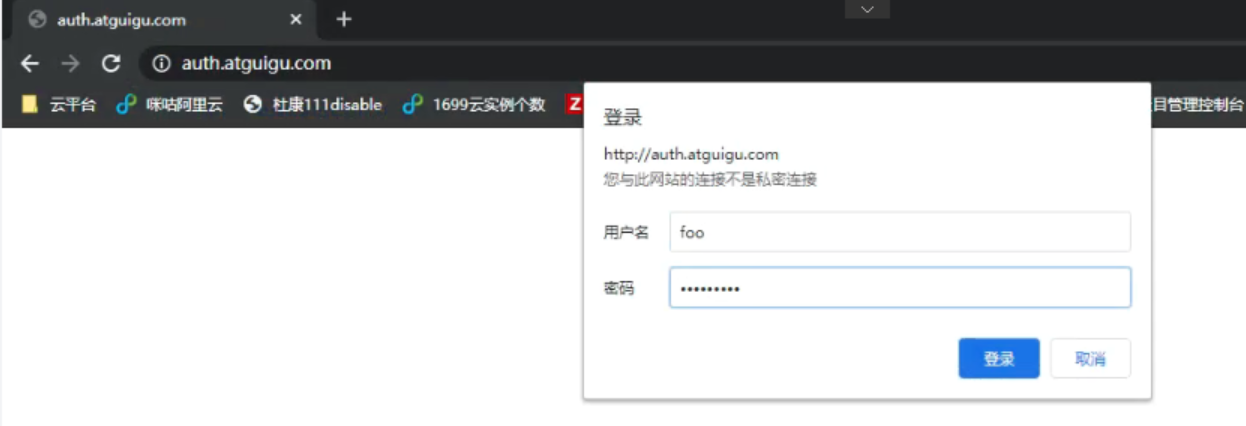 auth.atguigu.com
auth.atguigu.com
云平台 咪咕阿里云 杜康111disable 1699云实例个数 Z 目管理控制台
登录
http://auth.atguigu.com
您与此网站的连接不是私密连接
用户名 foo
密码 •••••••••
登录 取消